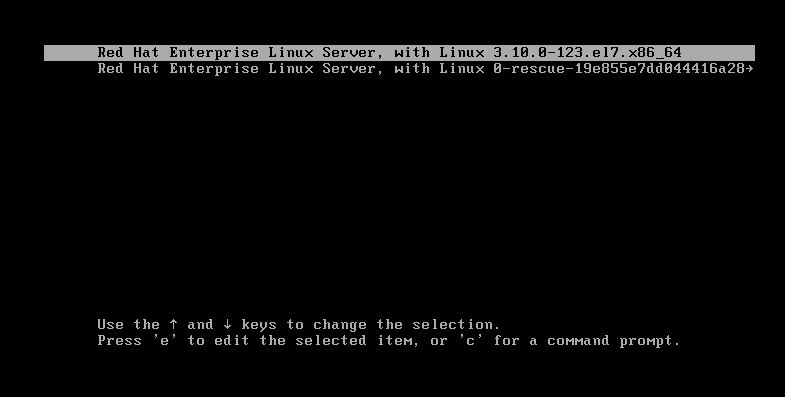 Red Hat Enterprise Linux Server, with Linux 3.10.0-123.el7.x86_64
Red Hat Enterprise Linux Server, with Linux 0-rescue-19e855e7dd044416a28→
Use the ↑ and ↓ keys to change the selection.
Press 'e' to edit the selected item, or 'c' for a command prompt.